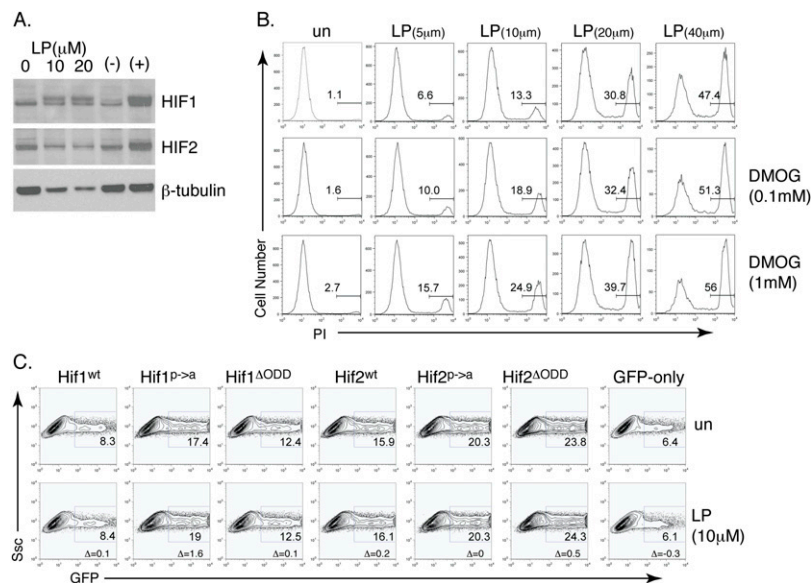 A.
LP(μM)
0 10 20 (-) (+)
HIF1
HIF2
β-tubulin
B.
un LP(5μm) LP(10μm) LP(20μm) LP(40μm)
1.1 6.6 13.3 30.8 47.4
1.6 10.0 18.9 32.4 51.3
DMOG
(0.1mM)
2.7 15.7 24.9 39.7 56
DMOG
(1mM)
Cell Number
PI
C.
Hif1wt Hif1p->a Hif1ΔODD Hif2wt Hif2p->a Hif2ΔODD GFP-only
8.3 17.4 12.4 15.9 20.3 23.8 6.4
un
8.4 19 12.5 16.1 20.3 24.3 6.1
LP
(10μM)
Δ=0.1 Δ=1.6 Δ=0.1 Δ=0.2 Δ=0 Δ=0.5 Δ=-0.3
Ssc
GFP